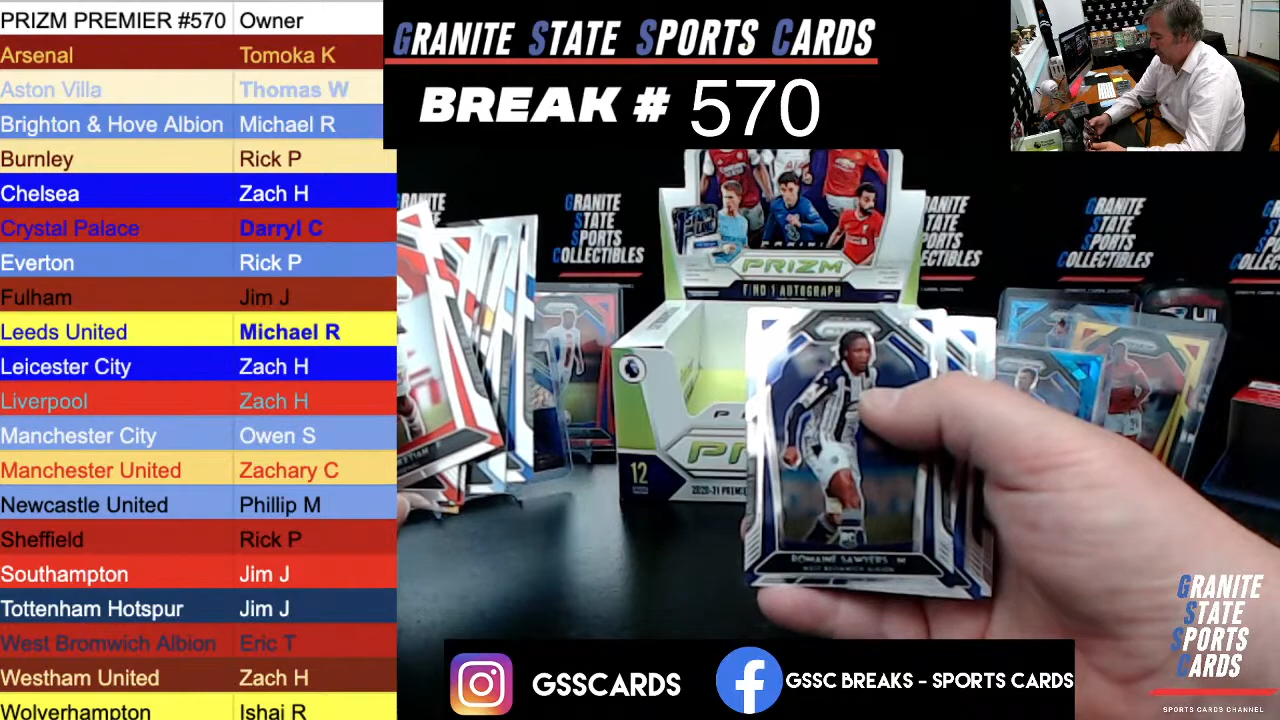 PRIZM PREMIER #570 Owner
Arsenal Tomoka K
Aston Villa Thomas W
Brighton & Hove Albion Michael R
Burnley Rick P
Chelsea Zach H
Crystal Palace Darryl C
Everton Rick P
Fulham Jim J
Leeds United Michael R
Leicester City Zach H
Liverpool Zach H
Manchester City Owen S
Manchester United Zachary C
Newcastle United Phillip M
Sheffield Rick P
Southampton Jim J
Tottenham Hotspur Jim J
West Bromwich Albion Eric T
Westham United Zach H
Wolverhampton Ishai R
GRANITE STATE SPORTS CARDS
BREAK # 570
GRANITE
STATE
SPORTS
COLLECTIBLES
PRIZM
FIND 1 AUTOGRAPH
GRANITE
STATE
SPORTS
COLLECTIBLES
12
ROMAINE SAWYERS
WEST BROMWICH ALBION
RC
GSSCARDS
GSSC BREAKS - SPORTS CARDS
GRANITE
STATE
SPORTS
CARDS
SPORTS CARDS CHANNEL